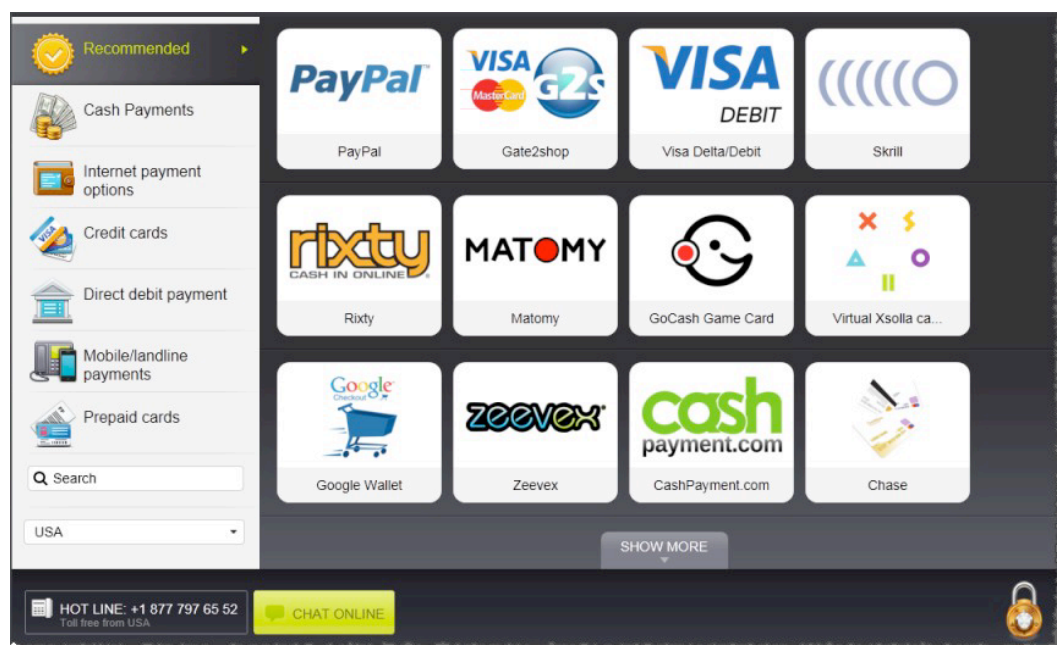 Recommended
Cash Payments
Internet payment
options
Credit cards
Direct debit payment
Mobile/landline
payments
Prepaid cards
Search
USA
PayPal
VISA
MasterCard
G2S
VISA
DEBIT
PayPal
Gate2shop
Visa Delta/Debit
Skrill
rixty
CASH IN ONLINE
MATOMY
Rixty
Matomy
GoCash Game Card
Virtual Xsolla ca...
Google
Checkout
zeevex
cash
payment.com
Google Wallet
Zeevex
CashPayment.com
Chase
SHOW MORE
HOT LINE: +1 877 797 65 52
Toll free from USA
CHAT ONLINE